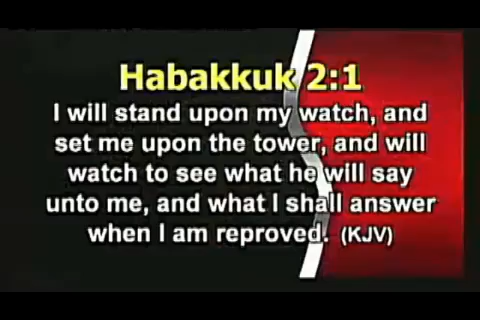 Habakkuk 2:1
I will stand upon my watch, and
set me upon the tower, and will
watch to see what he will say
unto me, and what I shall answer
when I am reproved. (KJV)